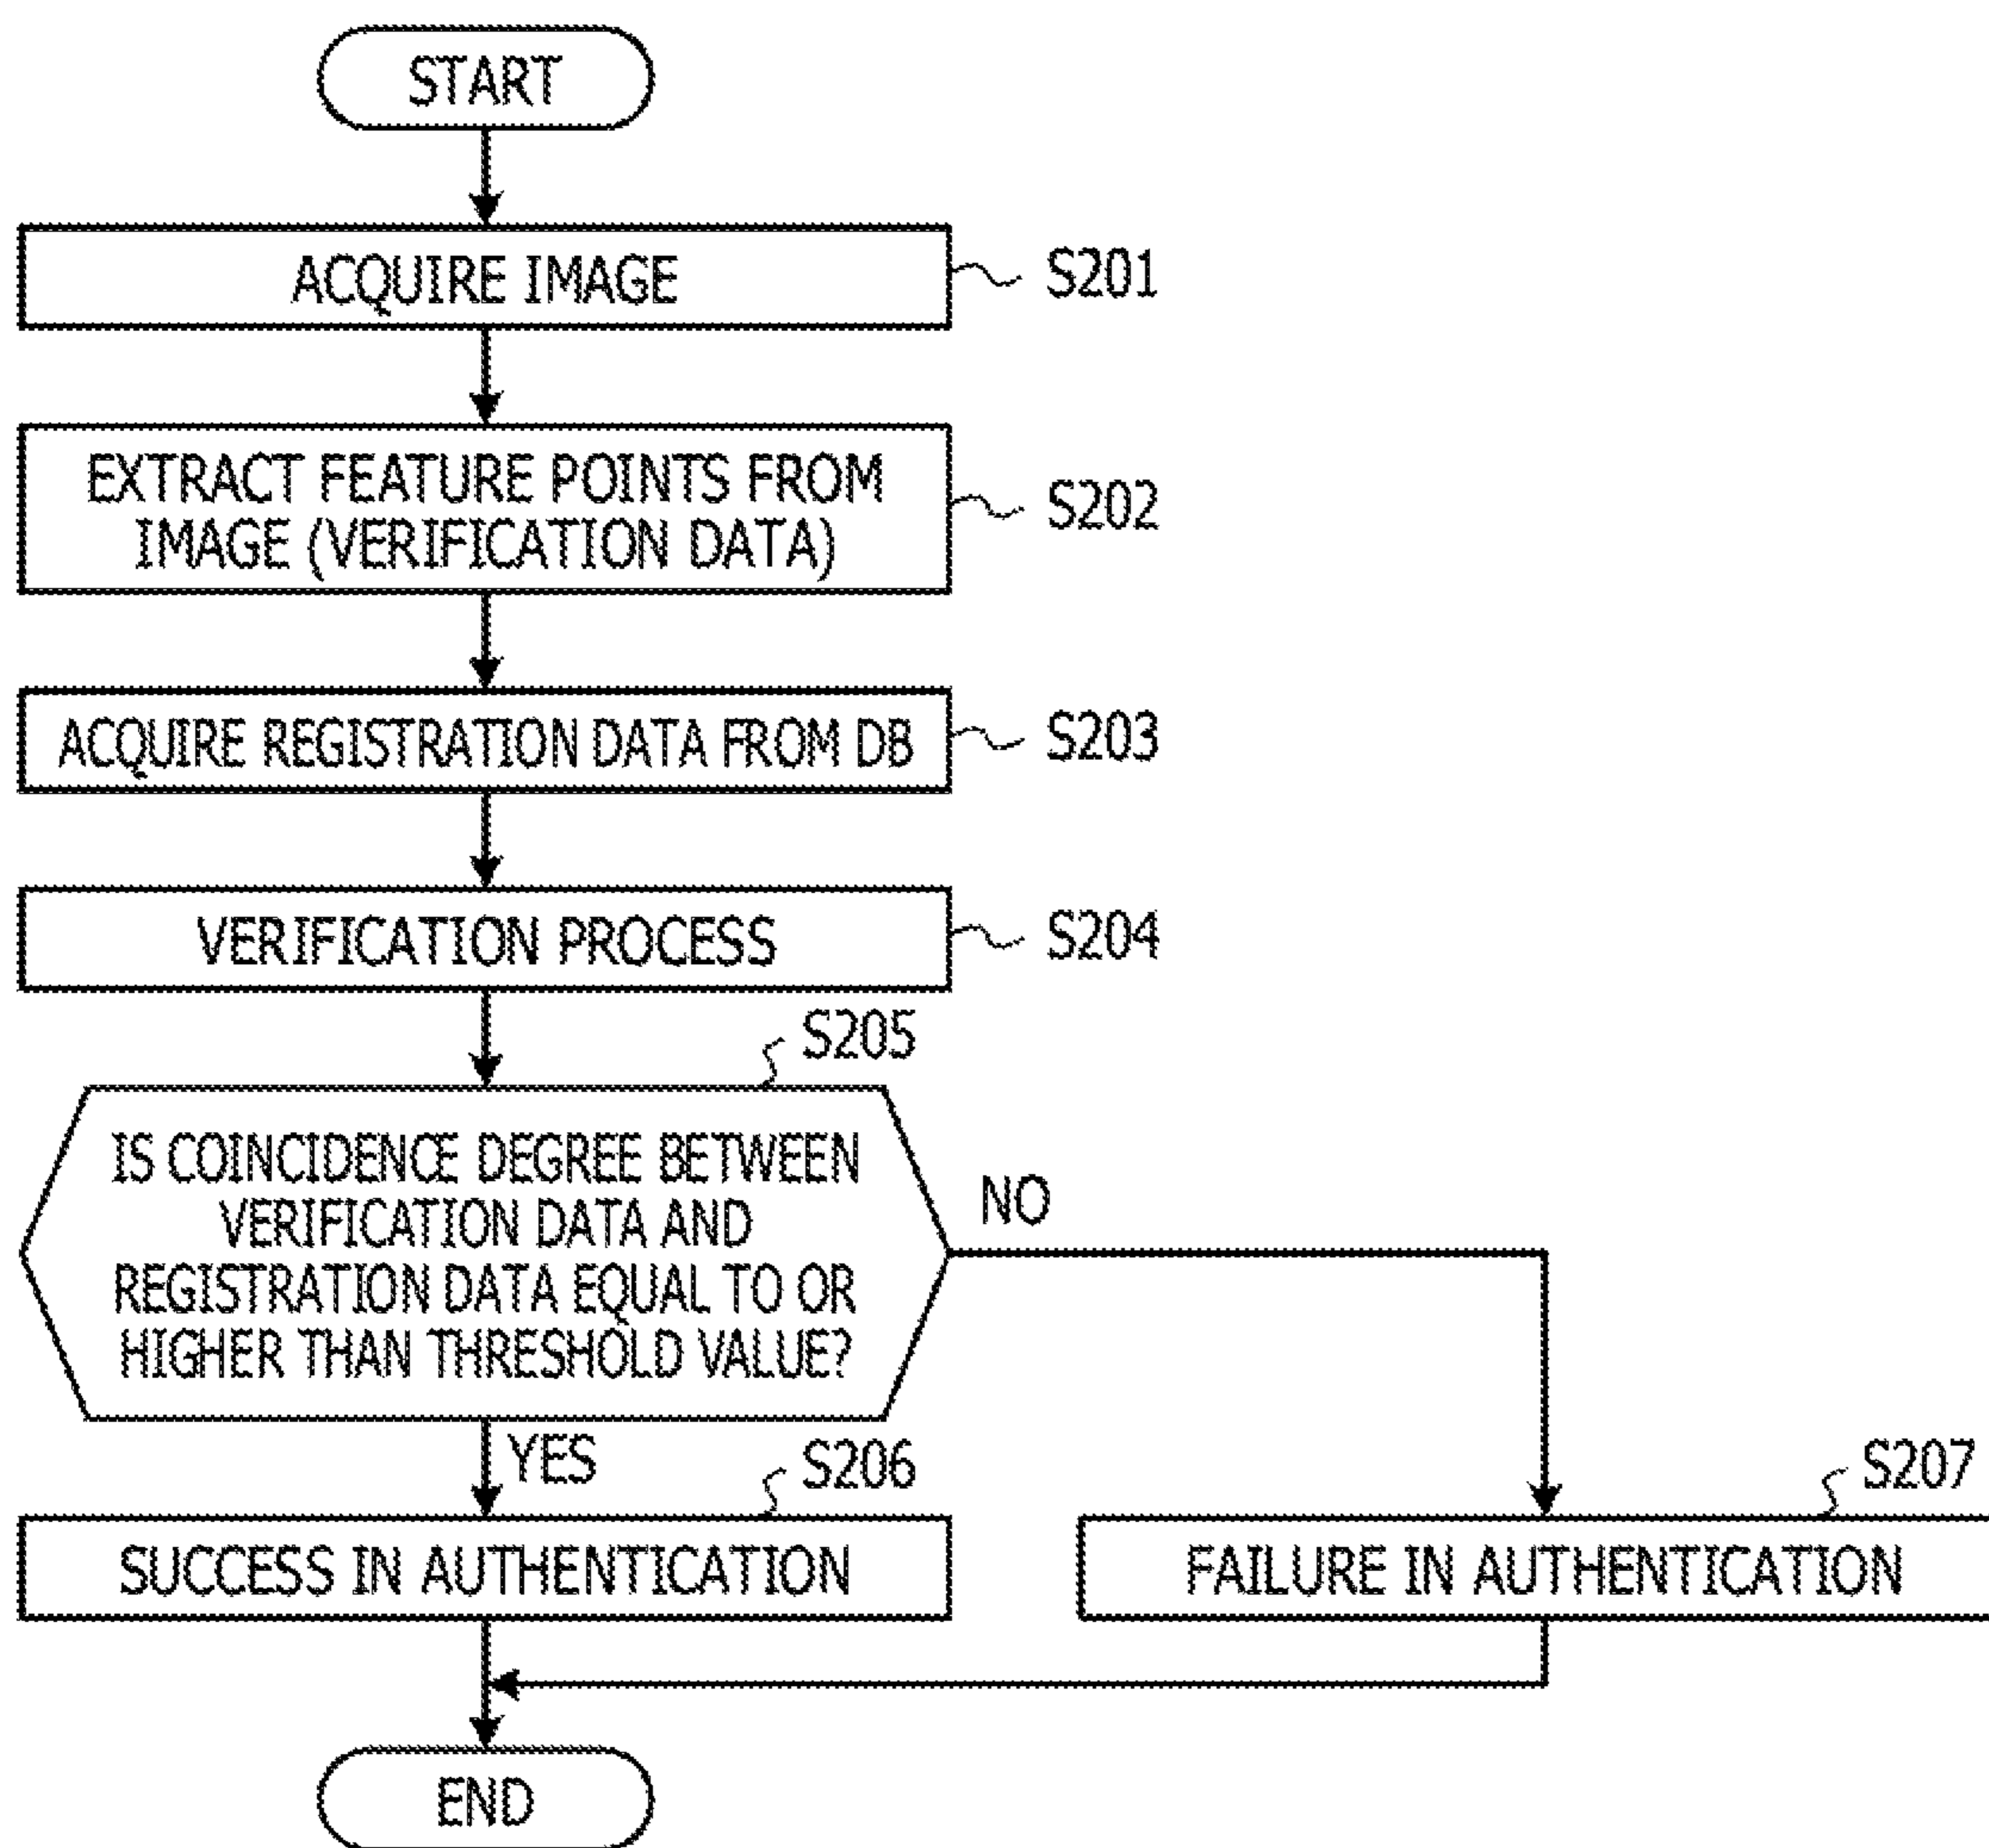 START
ACQUIRE IMAGE
S201
EXTRACT FEATURE POINTS FROM
IMAGE (VERIFICATION DATA)
S202
ACQUIRE REGISTRATION DATA FROM DB
S203
VERIFICATION PROCESS
S204
S205
IS COINCIDENCE DEGREE BETWEEN
VERIFICATION DATA AND
REGISTRATION DATA EQUAL TO OR
HIGHER THAN THRESHOLD VALUE?
NO
YES
S206
SUCCESS IN AUTHENTICATION
S207
FAILURE IN AUTHENTICATION
END